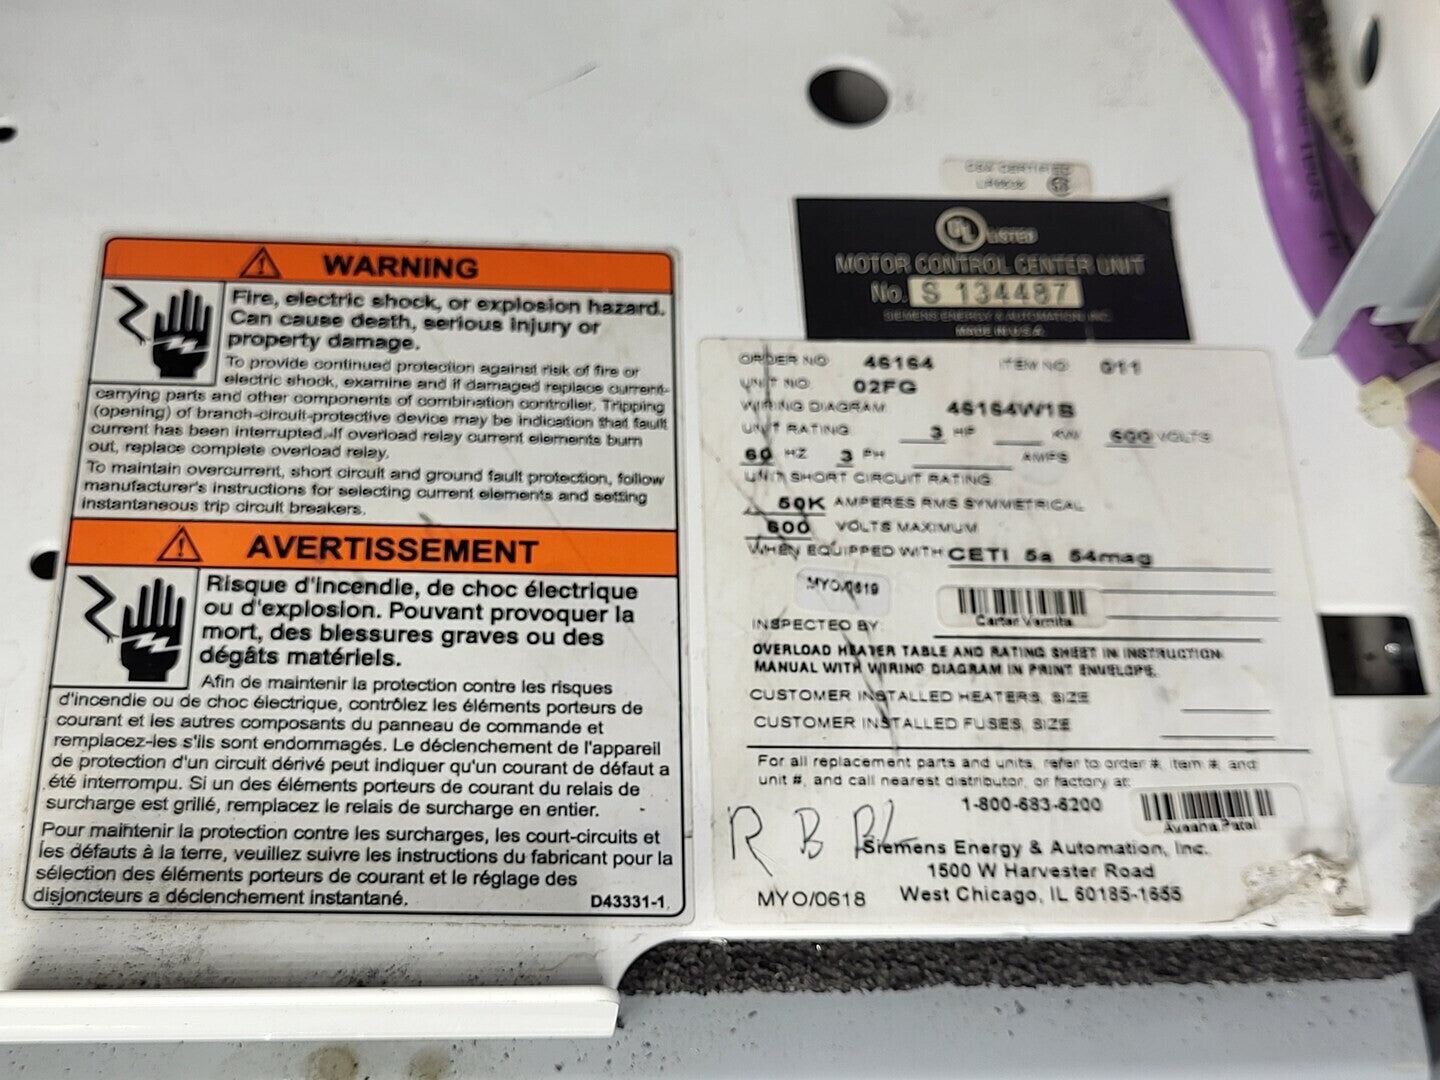 WARNING
Fire, electric shock, or explosion hazard.
Can cause death, serious injury or
property damage.
To provide continued protection against risk of fire or
electric shock, examine and if damaged replace current-
carrying parts and other components of combination controller. Tripping
(opening) of branch-circuit-protective device may be indication that fault
current has been interrupted. If overload relay current elements burn
out, replace complete overload relay.
To maintain overcurrent, short circuit and ground fault protection, follow
manufacturer's instructions for selecting current elements and setting
instantaneous trip circuit breakers.
AVERTISSEMENT
Risque d'incendie, de choc électrique
ou d'explosion. Pouvant provoquer la
mort, des blessures graves ou des
dégâts matériels.
Afin de maintenir la protection contre les risques
d'incendie ou de choc électrique, contrôlez les éléments porteurs de
courant et les autres composants du panneau de commande et
remplacez-les s'ils sont endommagés. Le déclenchement de l'appareil
de protection d'un circuit dérivé peut indiquer qu'un courant de défaut a
été interrompu. Si un des éléments porteurs de courant du relais de
surcharge est grillé, remplacez le relais de surcharge en entier.
Pour maintenir la protection contre les surcharges, les court-circuits et
les défauts à la terre, veuillez suivre les instructions du fabricant pour la
sélection des éléments porteurs de courant et le réglage des
disjoncteurs a déclenchement instantané.
D43331-1
CERTIFIED
UL LISTED
MOTOR CONTROL CENTER UNIT
No. S 134487
SIEMENS ENERGY & AUTOMATION, INC.
MADE IN U.S.A.
ORDER NO 46164 ITEM NO 011
UNIT NO. 02FG
WIRING DIAGRAM 46164W1B
UNIT RATING 3 HP KW 600 VOLTS
60 HZ 3 PH AMPS
UNIT SHORT CIRCUIT RATING
50K AMPERES RMS SYMMETRICAL
600 VOLTS MAXIMUM
WHEN EQUIPPED WITH CETI 5a 54mag
MYO/0619
INSPECTED BY:
OVERLOAD HEATER TABLE AND RATING SHEET IN INSTRUCTION
MANUAL WITH WIRING DIAGRAM IN PRINT ENVELOPE.
CUSTOMER INSTALLED HEATERS, SIZE
CUSTOMER INSTALLED FUSES, SIZE
For all replacement parts and units, refer to order #, item #, and
unit #, and call nearest distributor, or factory at:
1-800-683-6200
R B
Siemens Energy & Automation, Inc.
1500 W Harvester Road
MYO/0618 West Chicago, IL 60185-1655